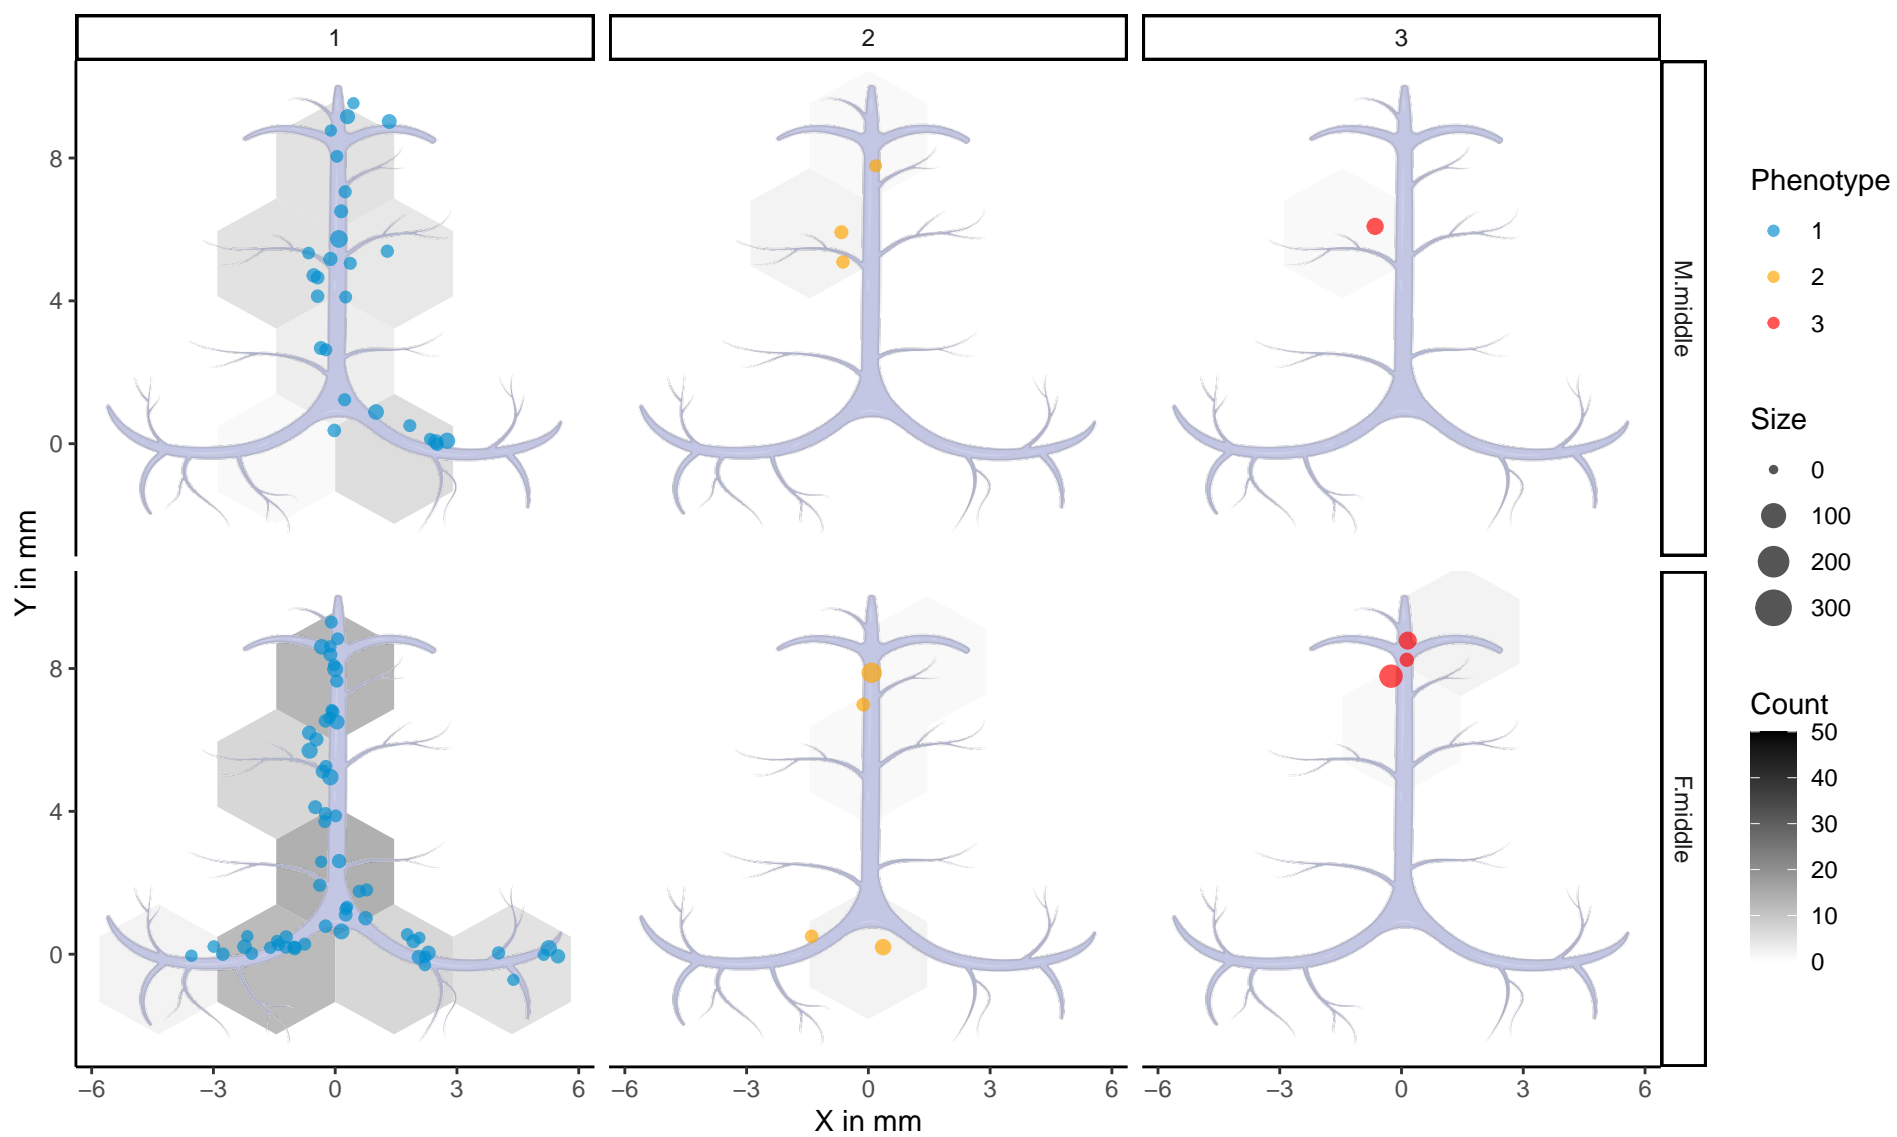 1 2 3
M.middle
F.middle
Y in mm
8
4
0
8
4
0
−6 −3 0 3 6 −6 −3 0 3 6 −6 −3 0 3 6
X in mm
Phenotype
1
2
3
Size
0
100
200
300
Count
50
40
30
20
10
0